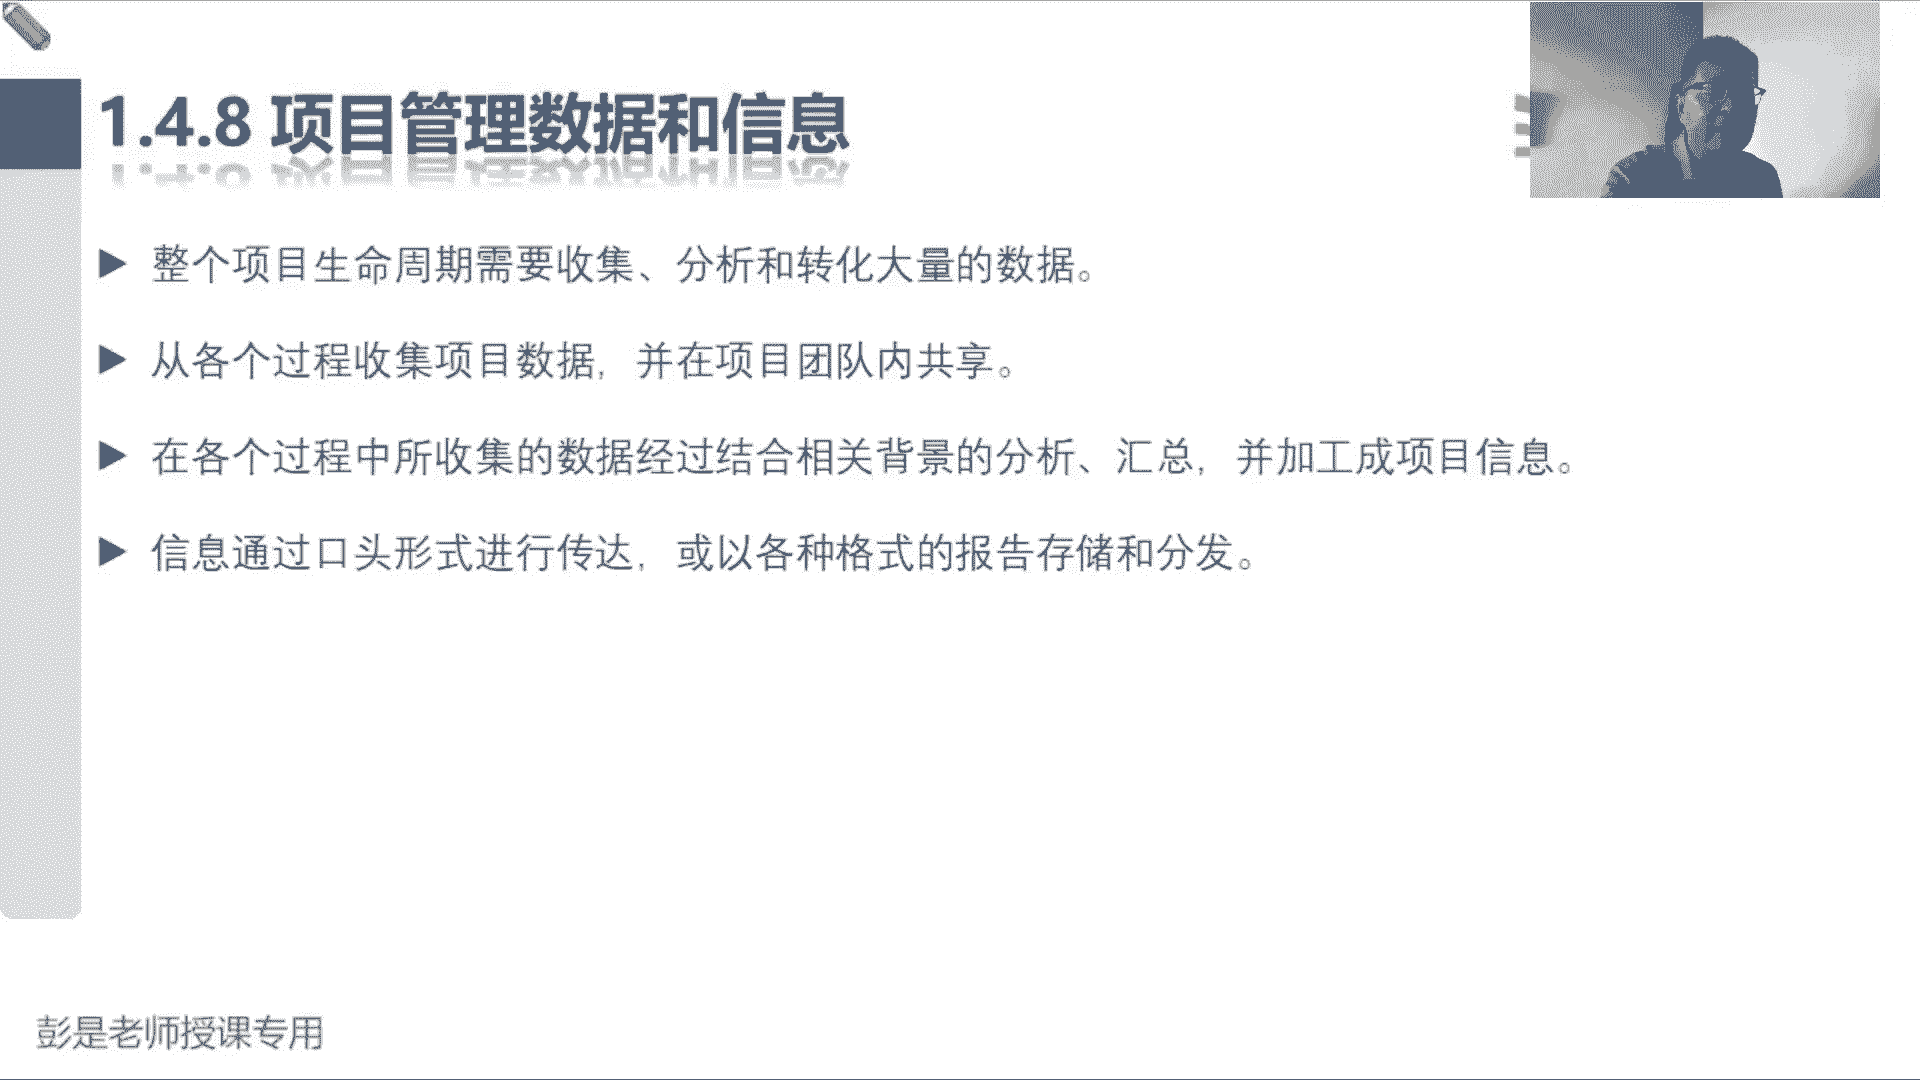 1.4.8 项目管理数据和信息
整个项目生命周期需要收集、分析和转化大量的数据。
从各个过程收集项目数据，并在项目团队内共享。
在各个过程中所收集的数据经过结合相关背景的分析、汇总，并加工成项目信息。
信息通过口头形式进行传达，或以各种格式的报告存储和分发。
彭是老师授课专用